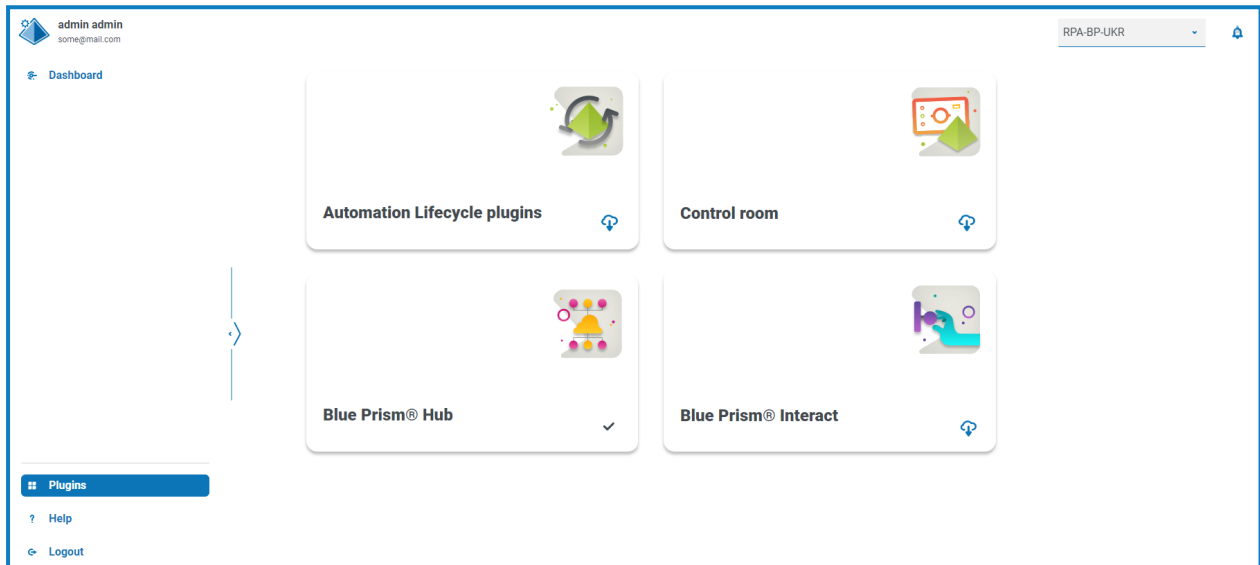 admin admin
some@mail.com
RPA-BP-UKR
Dashboard
Automation Lifecycle plugins
Control room
Blue Prism® Hub
Blue Prism® Interact
Plugins
? Help
Logout